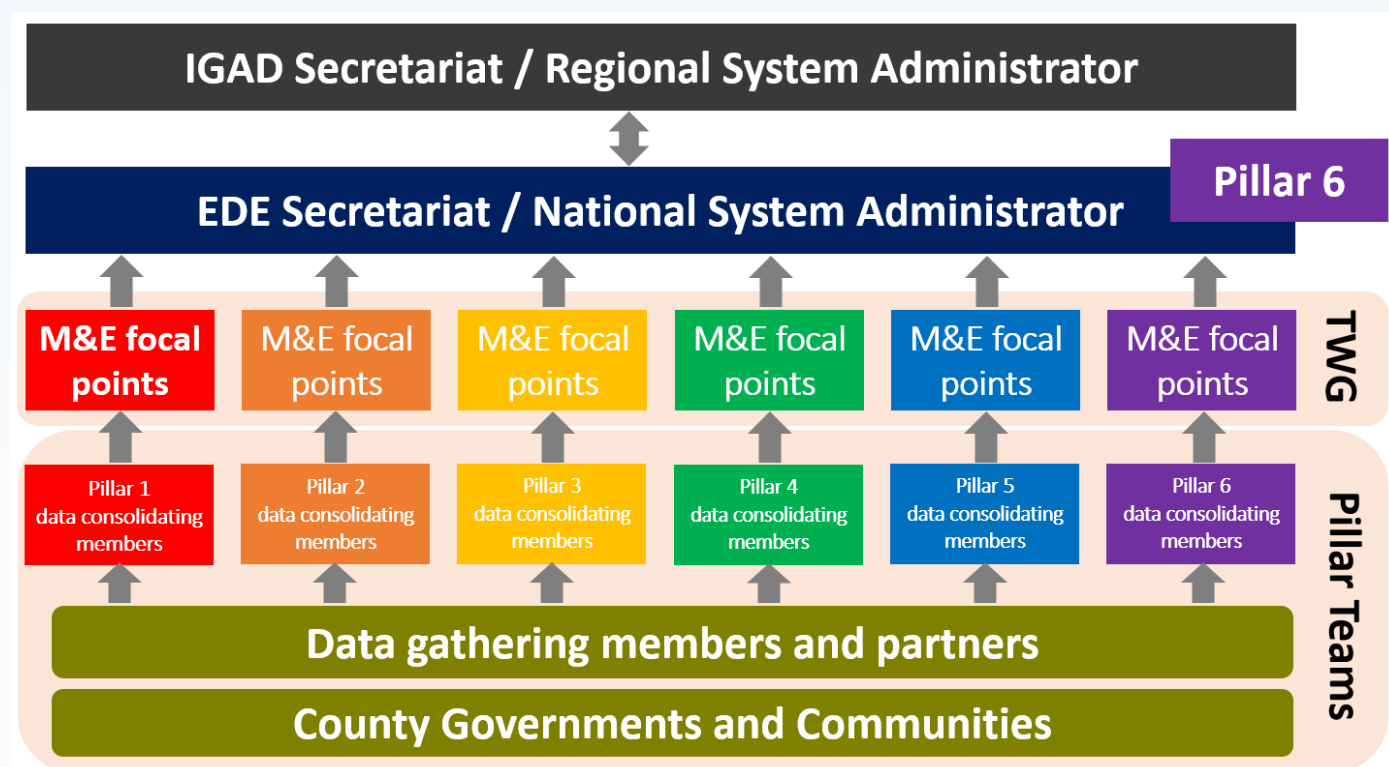 IGAD Secretariat / Regional System Administrator
Pillar 6
EDE Secretariat / National System Administrator
M&E focal
points
M&E focal
points
M&E focal
points
M&E focal
points
M&E focal
points
M&E focal
points
TWG
Pillar 1
data consolidating
members
Pillar 2
data consolidating
members
Pillar 3
data consolidating
members
Pillar 4
data consolidating
members
Pillar 5
data consolidating
members
Pillar 6
data consolidating
members
Pillar Teams
Data gathering members and partners
County Governments and Communities